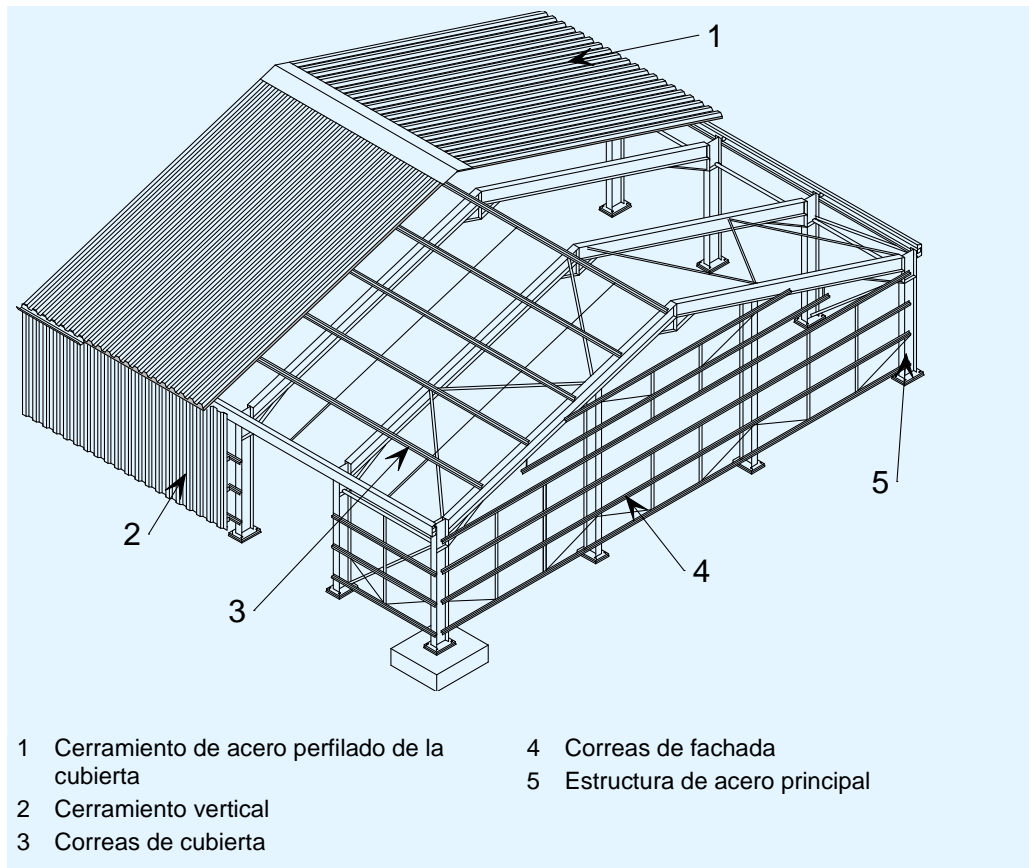 1
2
3
4
5
1 Cerramiento de acero perfilado de la
cubierta
2 Cerramiento vertical
3 Correas de cubierta
4 Correas de fachada
5 Estructura de acero principal